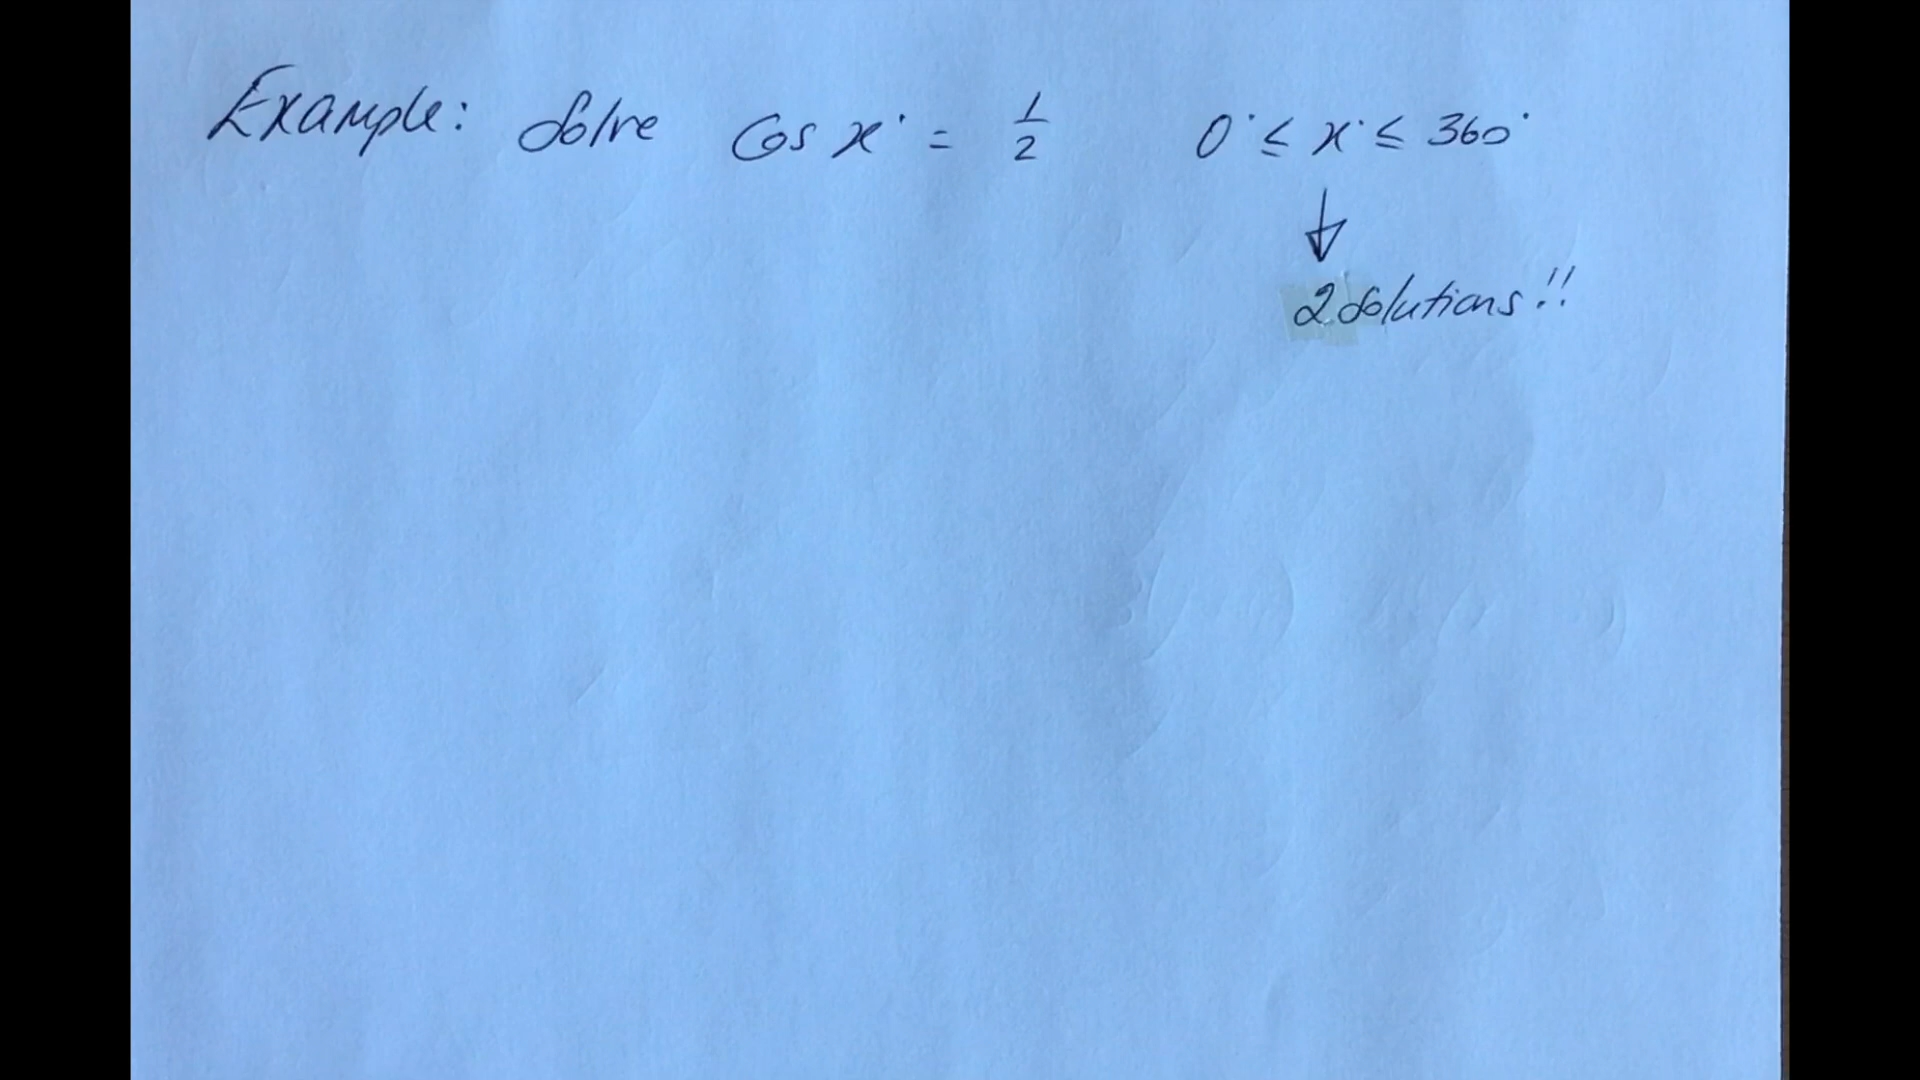 Example: Solve Cos x° = 1/2 0° ≤ x° ≤ 360°
↓
2 Solutions!!